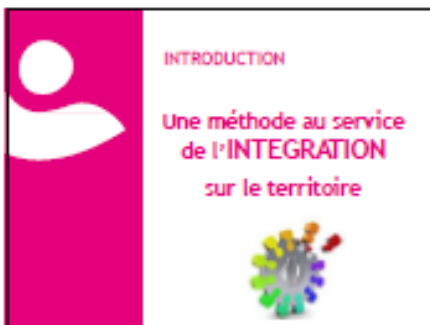 INTRODUCTION
Une méthode au service
de l'INTEGRATION
sur le territoire